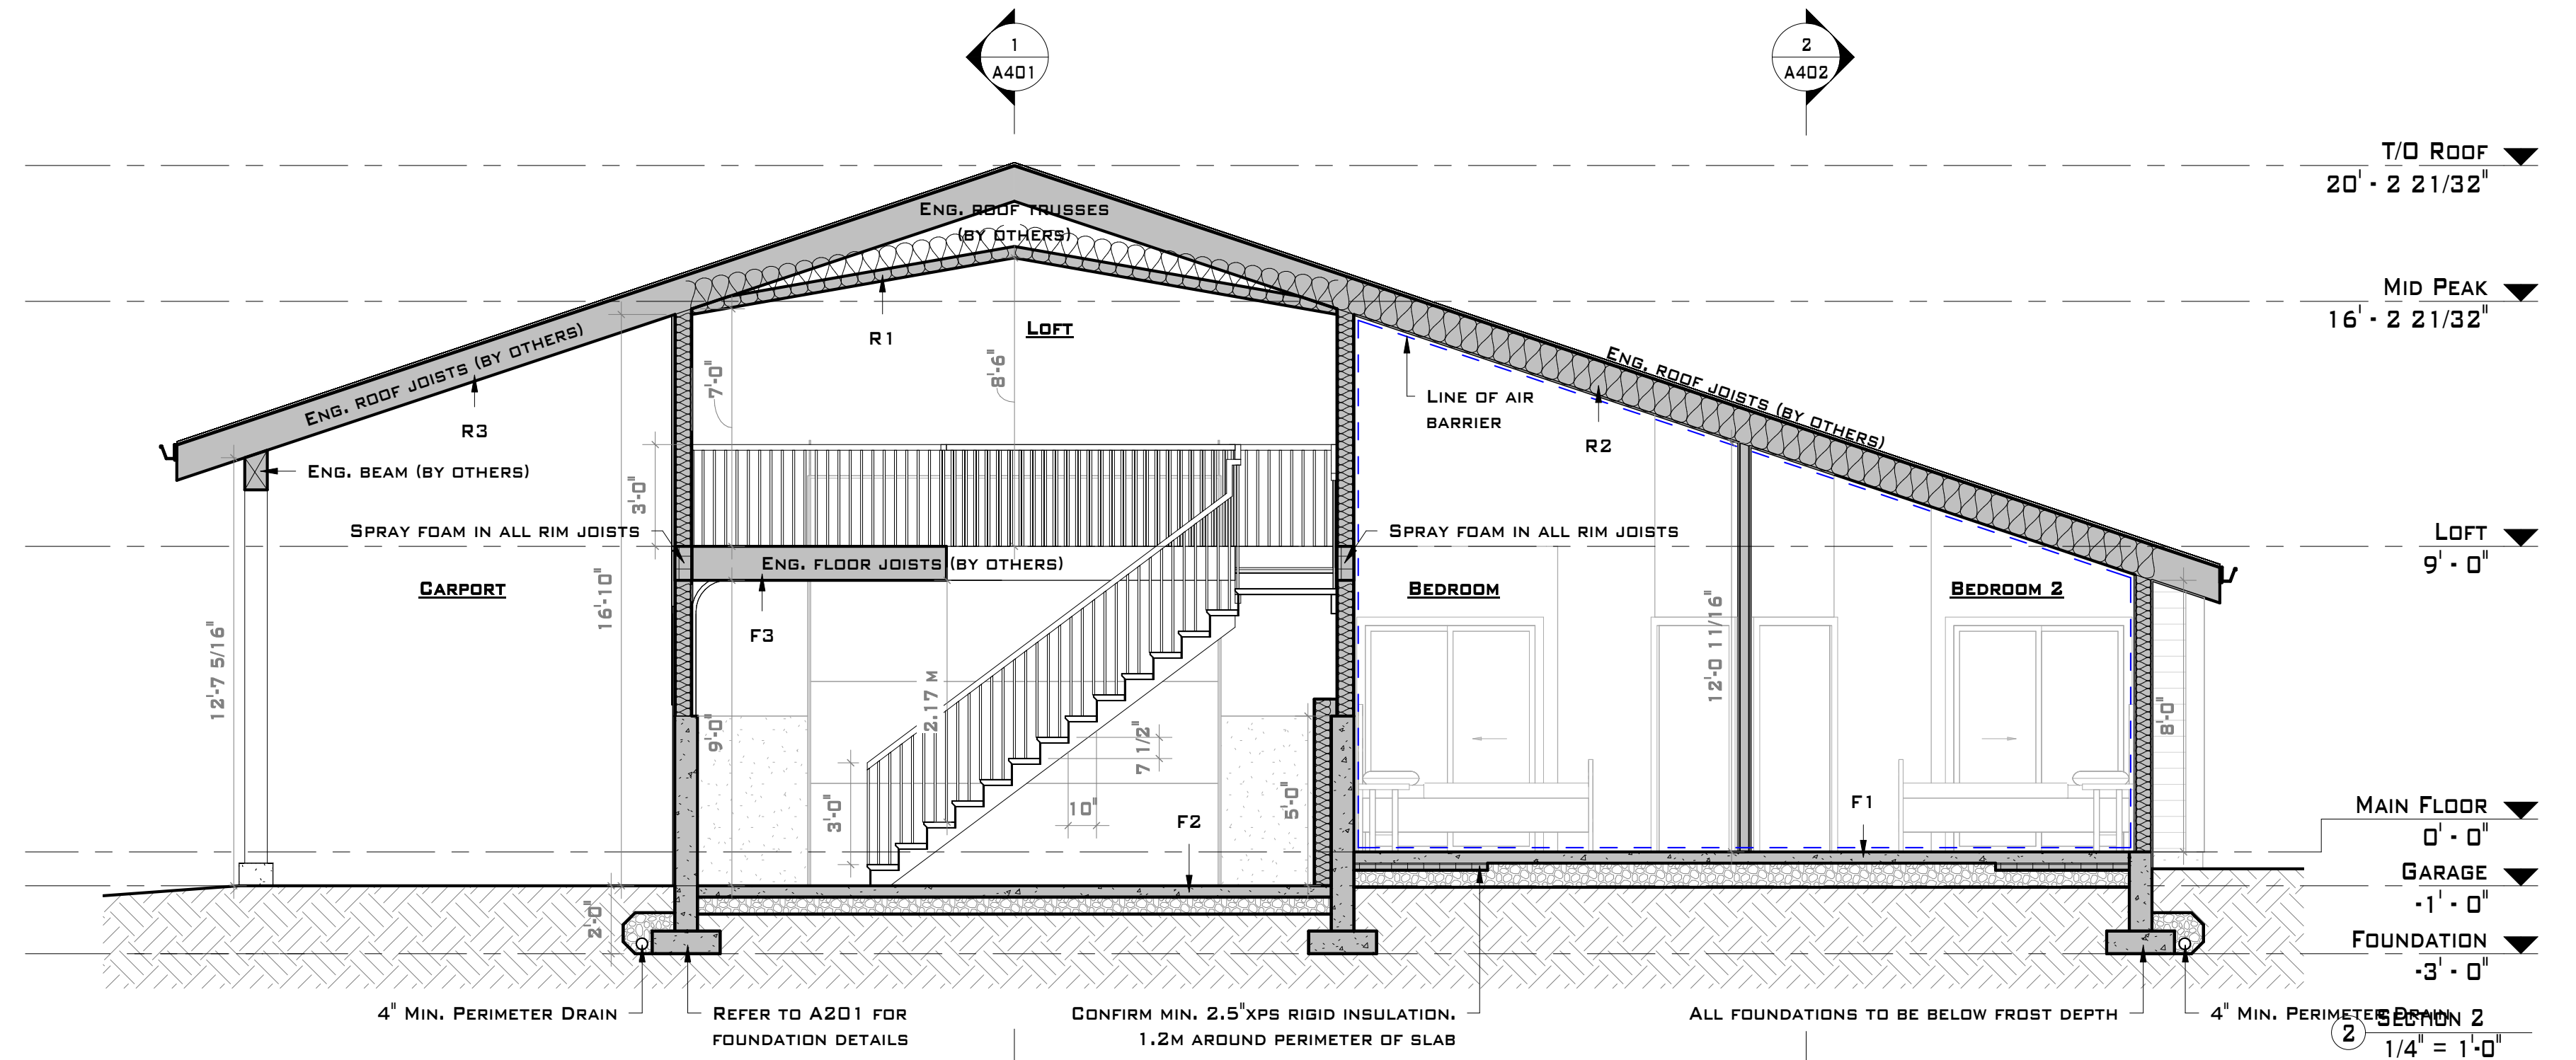 1
A401
2
A402
T/O Roof
20' - 2 21/32"
Mid Peak
16' - 2 21/32"
Eng. roof trusses
(by others)
R1
Loft
7'-0"
8'-6"
Eng. roof joists (by others)
R3
Eng. beam (by others)
Line of air
barrier
R2
Eng. roof joists (by others)
3'-0"
Spray foam in all rim joists
Spray foam in all rim joists
Loft
9' - 0"
Carport
Eng. floor joists (by others)
F3
16'-10"
12'-7 5/16"
Bedroom
Bedroom 2
12'-0 11/16"
8'-0"
9'-0"
2.17 m
7 1/2"
10"
3'-0"
5'-0"
F2
F1
Main Floor
0' - 0"
Garage
-1' - 0"
2'-0"
Foundation
-3' - 0"
4" Min. Perimeter Drain
Refer to A201 for
foundation details
Confirm min. 2.5"xps rigid insulation.
1.2m around perimeter of slab
All foundations to be below frost depth
4" Min. Perimeter Drain
2
Section 2
1/4" = 1'-0"